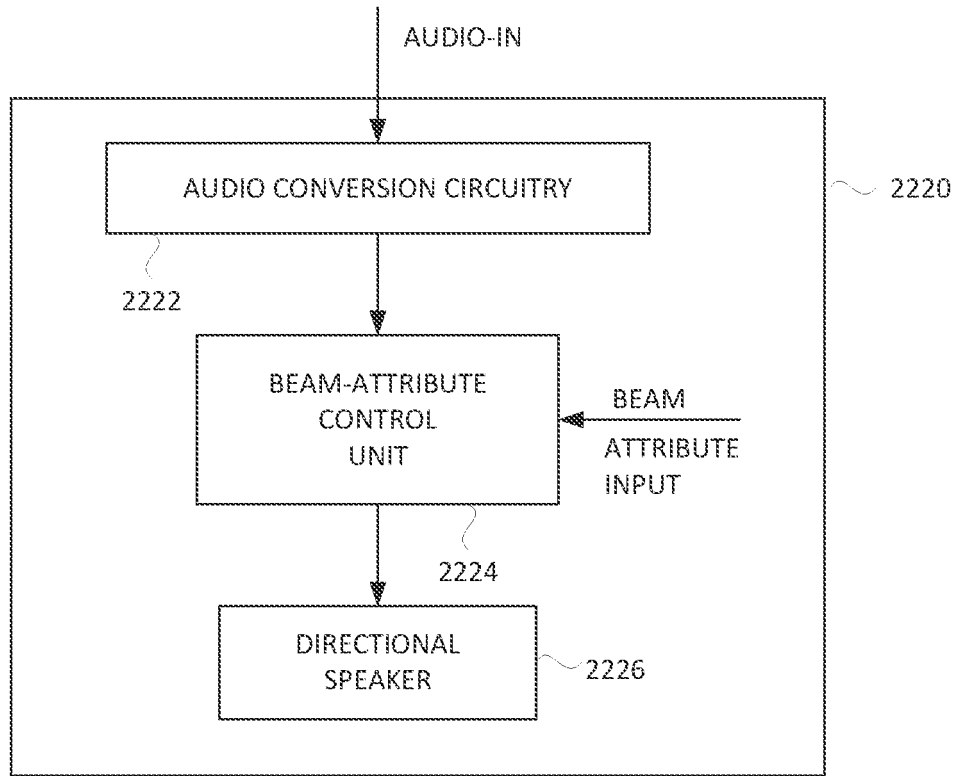 AUDIO-IN
AUDIO CONVERSION CIRCUITRY
2220
2222
BEAM-ATTRIBUTE
CONTROL
UNIT
BEAM
ATTRIBUTE
INPUT
2224
DIRECTIONAL
SPEAKER
2226